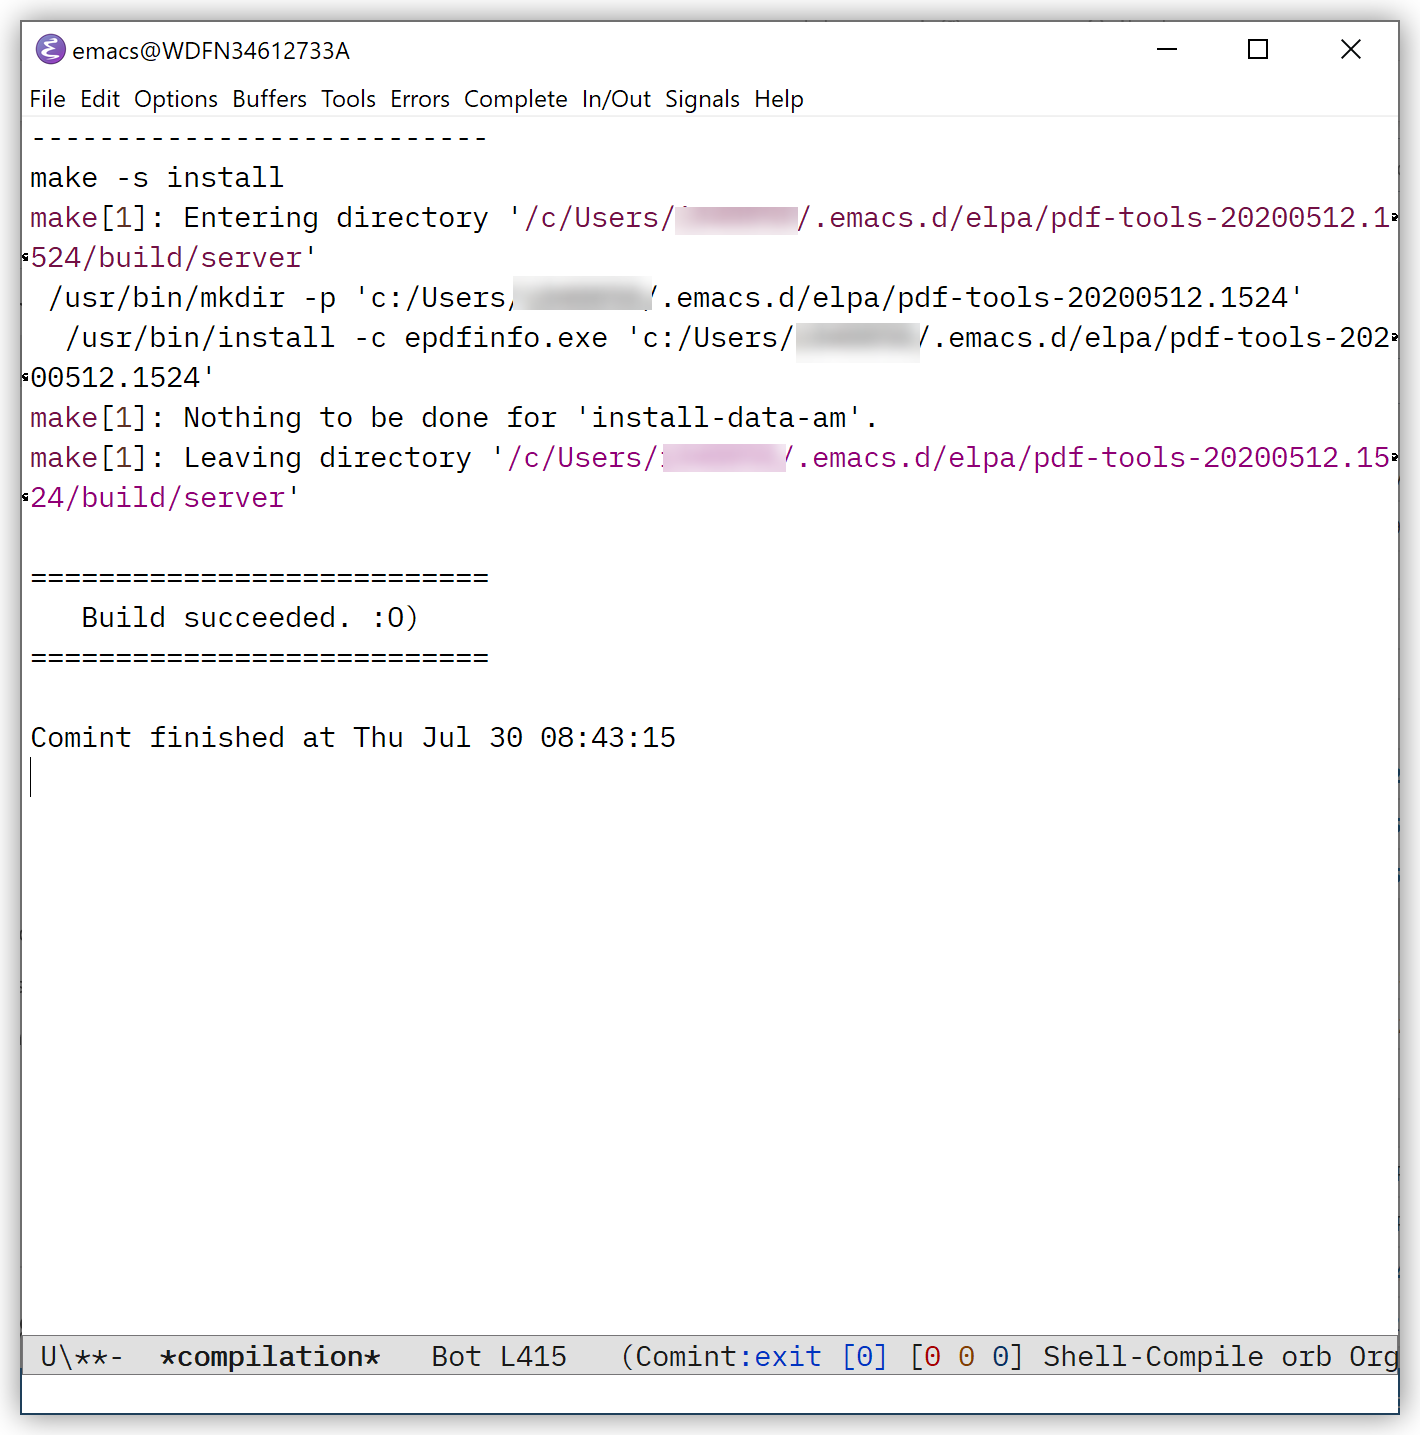 emacs@WDFN34612733A
File Edit Options Buffers Tools Errors Complete In/Out Signals Help
---------------------------
make -s install
make[1]: Entering directory '/c/Users/ /.emacs.d/elpa/pdf-tools-20200512.1
524/build/server'
/usr/bin/mkdir -p 'c:/Users/ /.emacs.d/elpa/pdf-tools-20200512.1524'
/usr/bin/install -c epdfinfo.exe 'c:/Users/ /.emacs.d/elpa/pdf-tools-202
00512.1524'
make[1]: Nothing to be done for 'install-data-am'.
make[1]: Leaving directory '/c/Users/ /.emacs.d/elpa/pdf-tools-20200512.15
24/build/server'
===========================
Build succeeded. :O)
===========================
Comint finished at Thu Jul 30 08:43:15
U\**- *compilation* Bot L415 (Comint:exit [0] [0 0 0] Shell-Compile orb Org